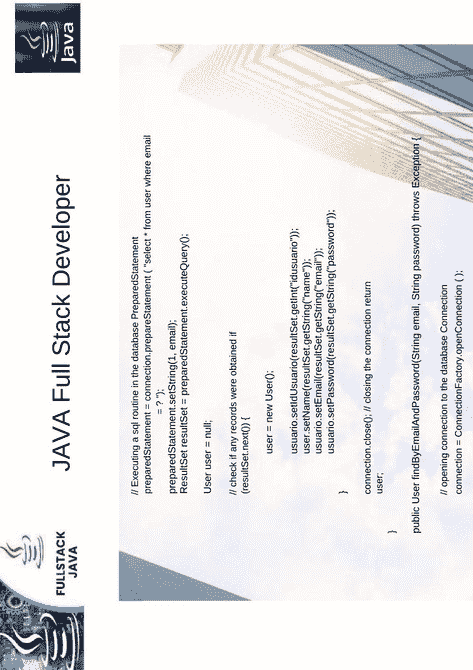 Java
JAVA Full Stack Developer
FULLSTACK
JAVA
// Executing a sql routine in the database PreparedStatement
preparedStatement = connection.prepareStatement ( "select * from user where email
= ? ");
preparedStatement.setString(1, email);
ResultSet resultSet = preparedStatement.executeQuery();
User user = null;
// check if any records were obtained if
(resultSet.next()) {
user = new User();
usuario.setIdUsuario(resultSet.getInt("idusuario"));
user.setName(resultSet.getString("name"));
usuario.setEmail(resultSet.getString("email"));
usuario.setPassword(resultSet.getString("password"));
}
connection.close(); // closing the connection return
user;
}
public User findByEmailAndPassword(String email, String password) throws Exception {
// opening connection to the database Connection
connection = ConnectionFactory.openConnection ( );